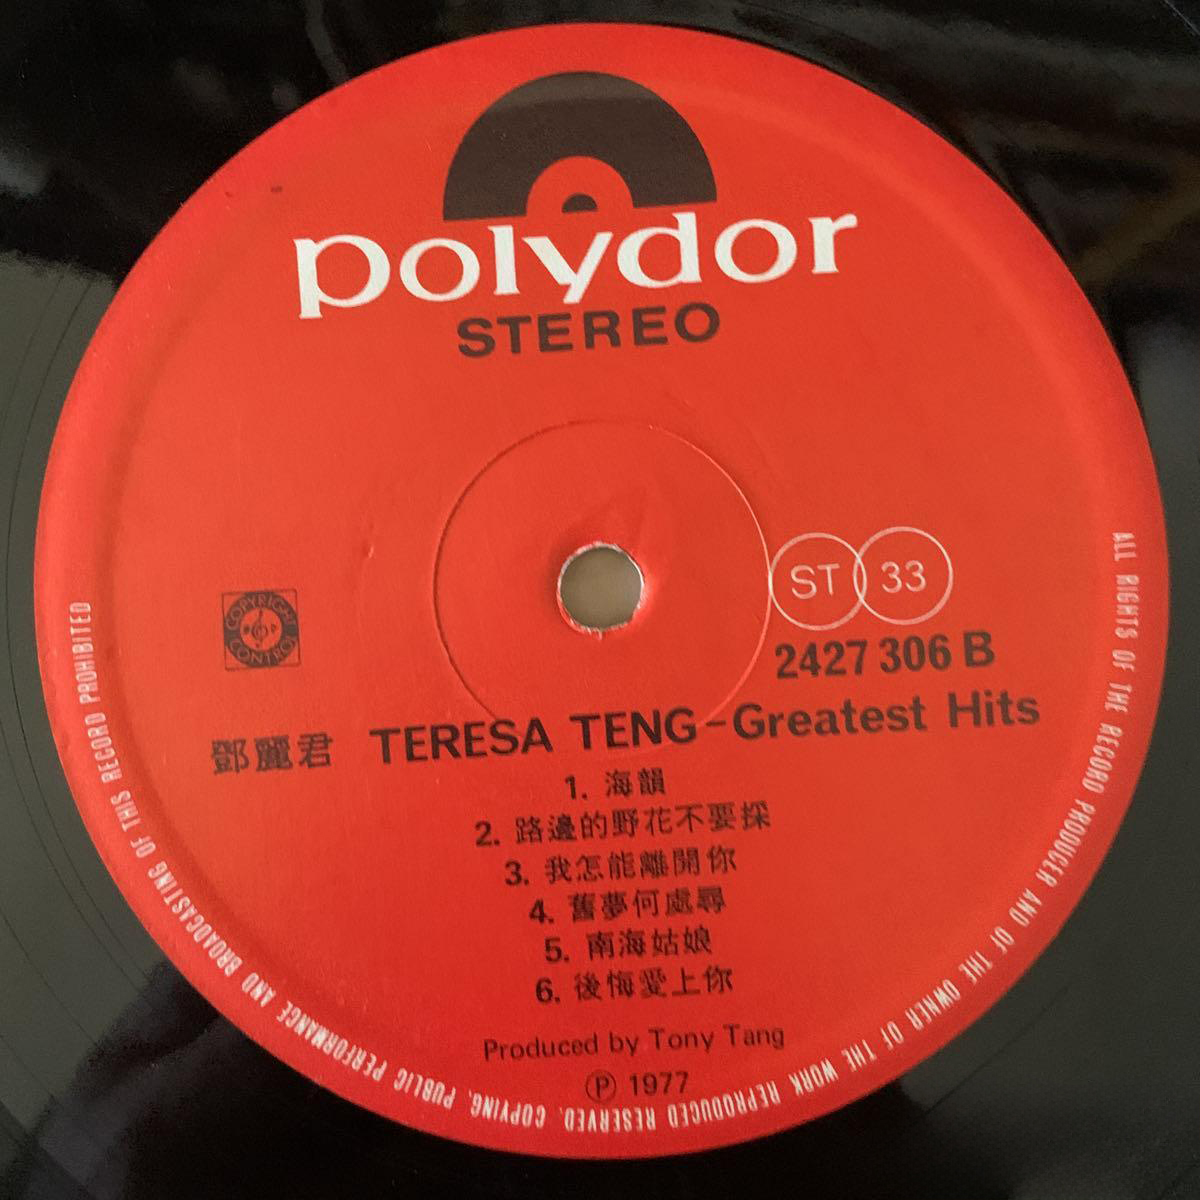 polydor
STEREO
ST 33
COPYRIGHT CONTROL
2427 306 B
鄧麗君 TERESA TENG-Greatest Hits
1. 海韻
2. 路邊的野花不要採
3. 我怎能離開你
4. 舊夢何處尋
5. 南海姑娘
6. 後悔愛上你
Produced by Tony Tang
Ⓟ 1977
ALL RIGHTS OF THE RECORD PRODUCER AND OF THE OWNER OF THE WORK REPRODUCED RESERVED. COPYING, PUBLIC PERFORMANCE AND BROADCASTING OF THIS RECORD PROHIBITED